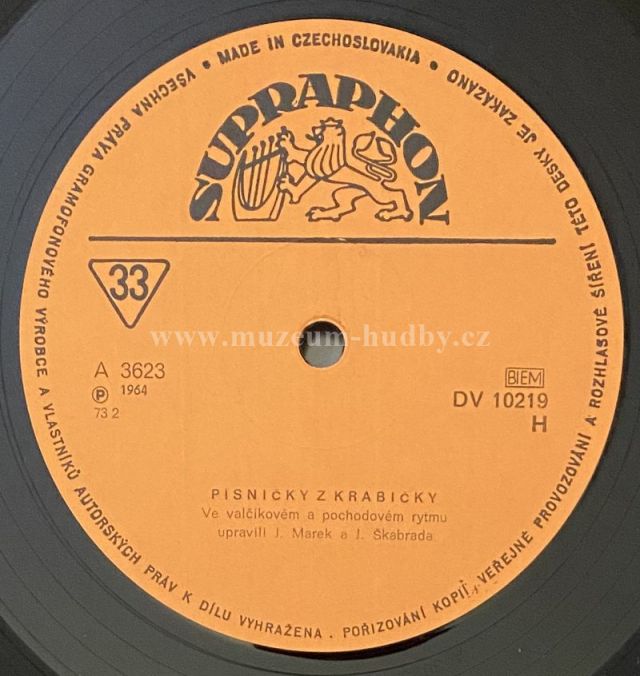 VŠECHNA PRÁVA GRAMOFONOVÉHO VÝROBCE A VLASTNÍKŮ AUTORSKÝCH PRÁV K DÍLU VYHRAŽENA . POŘIZOVÁNÍ KOPIÍ, VEŘEJNÉ PROVOZOVÁNÍ A ROZHLASOVÉ ŠÍŘENÍ TÉTO DESKY JE ZAKÁZÁNO • MADE IN CZECHOSLOVAKIA •
SUPRAPHON
33
www.muzeum-hudby.cz
A 3623
Ⓟ 1964
73 2
BIEM
DV 10219
H
PÍSNIČKY Z KRABIČKY
Ve valčíkovém a pochodovém rytmu
upravili J. Marek a J. Škabrada